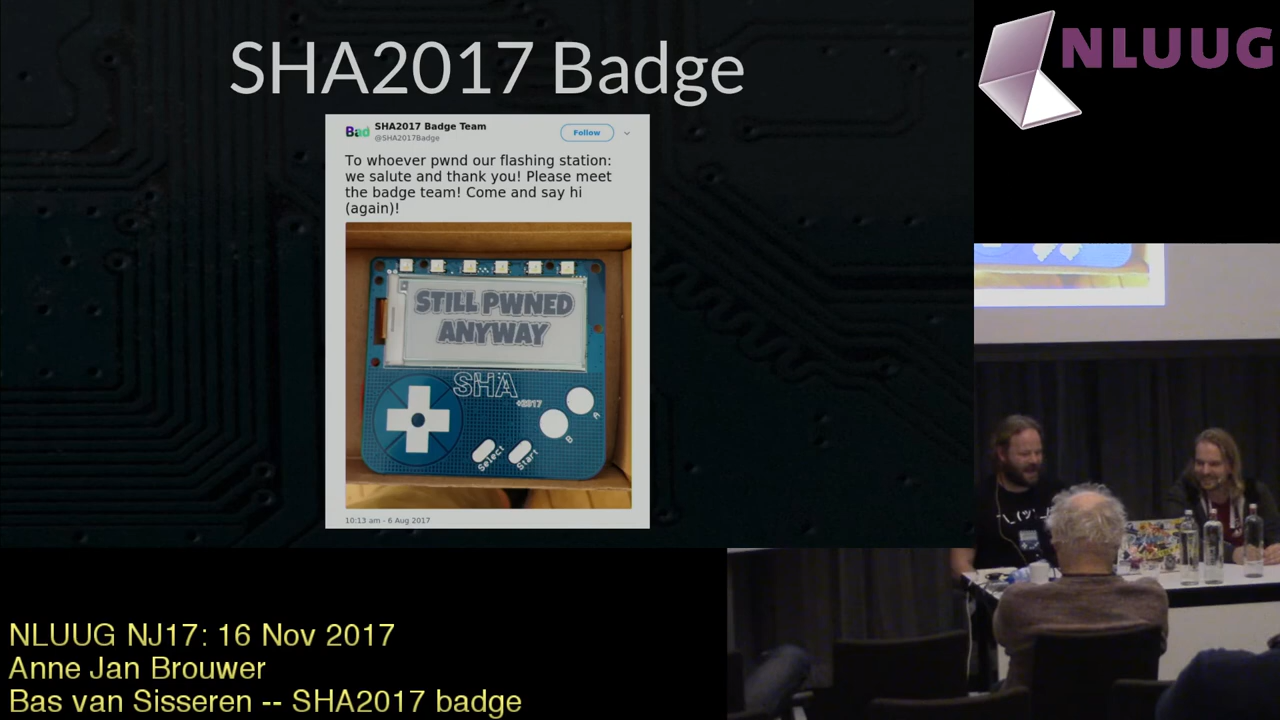 SHA2017 Badge
Bad
SHA2017 Badge Team
@SHA2017Badge
Follow
To whoever pwnd our flashing station:
we salute and thank you! Please meet
the badge team! Come and say hi
(again)!
STILL PWNED
ANYWAY
SHA
2017
A
B
Select
Start
10:13 am - 6 Aug 2017
NLUUG
NLUUG NJ17: 16 Nov 2017
Anne Jan Brouwer
Bas van Sisseren -- SHA2017 badge